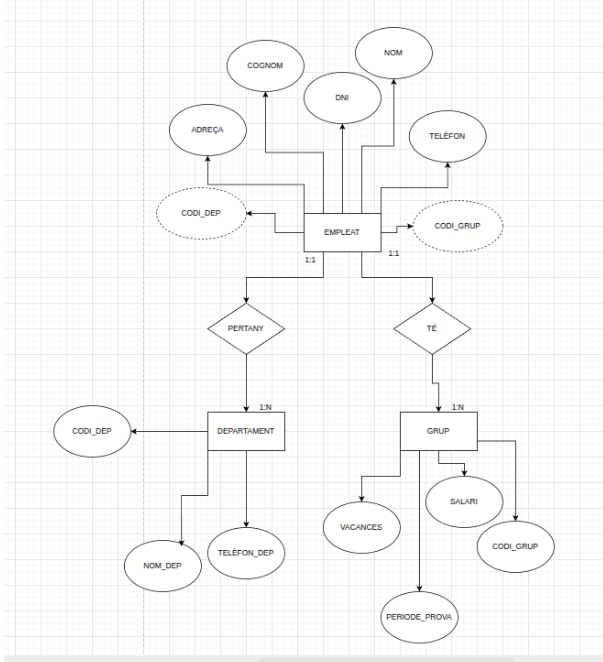 NOM
COGNOM
DNI
ADREÇA
TELÈFON
CODI_DEP
CODI_GRUP
EMPLEAT
1:1
1:1
PERTANY
TÉ
1:N
1:N
CODI_DEP
DEPARTAMENT
GRUP
SALARI
VACANCES
CODI_GRUP
TELÈFON_DEP
NOM_DEP
PERIODE_PROVA